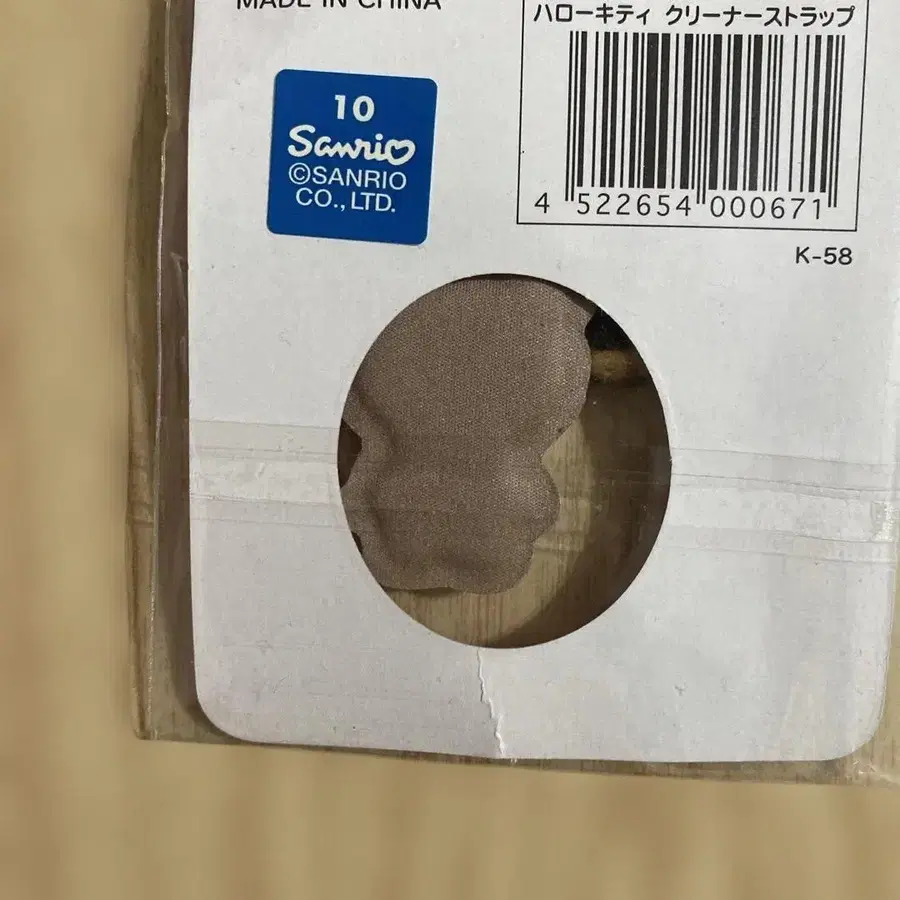 MADE IN CHINA
ハローキティ クリーナーストラップ
10
Sanrio
©SANRIO
CO., LTD.
4 522654 000671
K-58